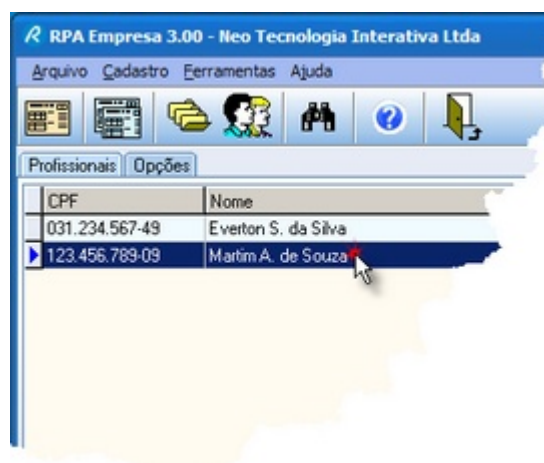 RPA Empresa 3.00 - Neo Tecnologia Interativa Ltda
Arquivo Cadastro Ferramentas Ajuda
Profissionais Opções
CPF Nome
031.234.567-49 Everton S. da Silva
123.456.789-09 Martim A. de Souza